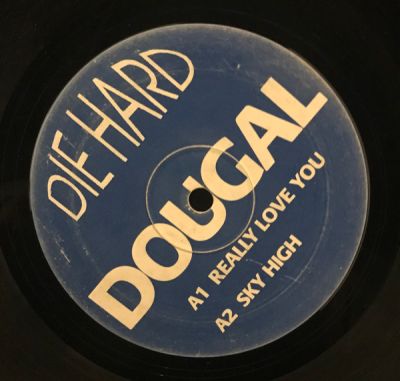 DIE HARD
DOUGAL
A1 REALLY LOVE YOU
A2 SKY HIGH